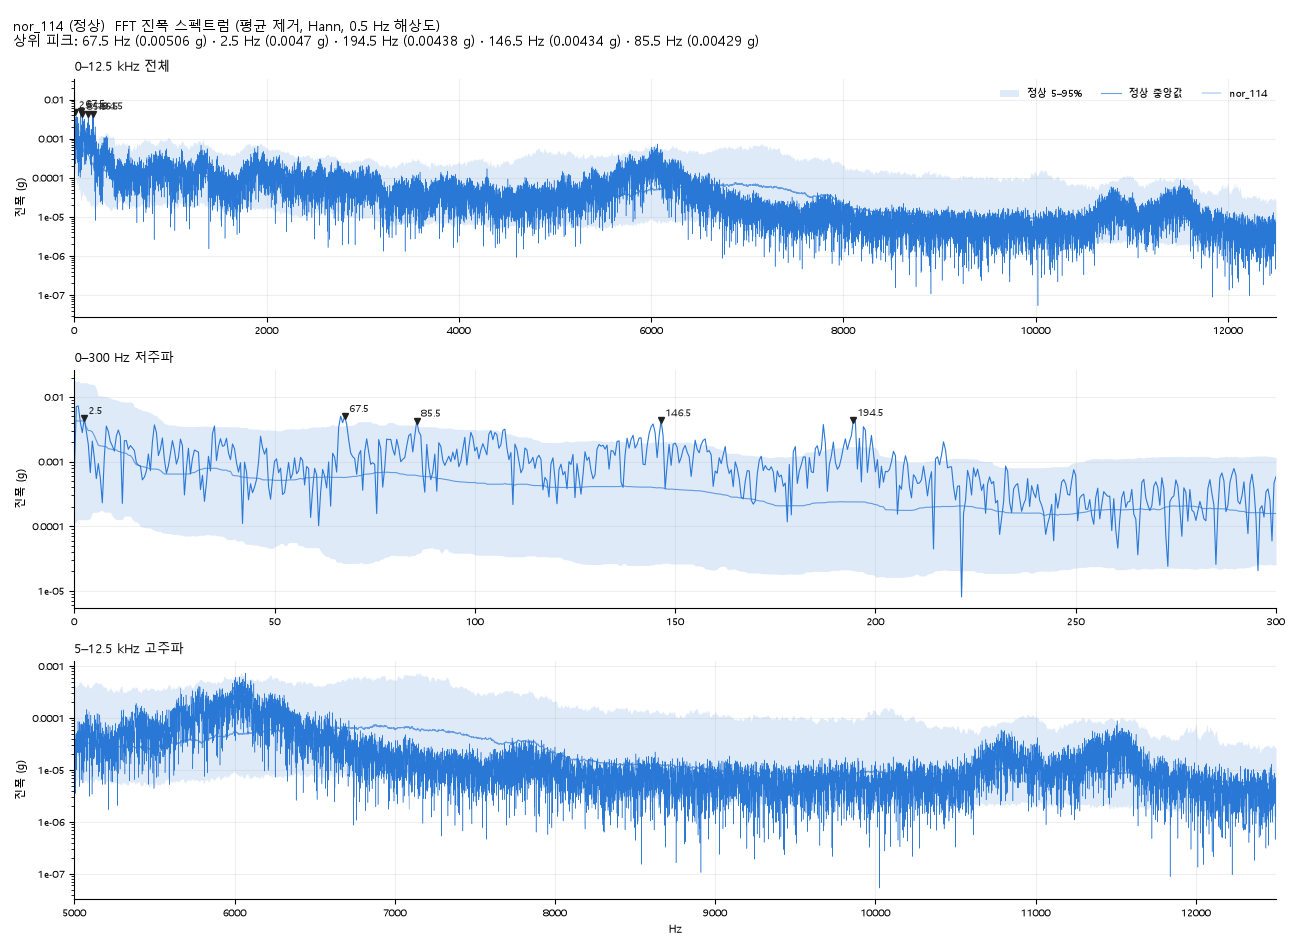 nor_114 (정상)  FFT 진폭 스펙트럼 (평균 제거, Hann, 0.5 Hz 해상도)
상위 피크: 67.5 Hz (0.00506 g) · 2.5 Hz (0.0047 g) · 194.5 Hz (0.00438 g) · 146.5 Hz (0.00434 g) · 85.5 Hz (0.00429 g)
0–12.5 kHz 전체
정상 5–95%
정상 중앙값
nor_114
0.01
0.001
0.0001
1e-05
1e-06
1e-07
진폭 (g)
0 2000 4000 6000 8000 10000 12000
0–300 Hz 저주파
2.5
67.5
85.5
146.5
194.5
0.01
0.001
0.0001
1e-05
진폭 (g)
0 50 100 150 200 250 300
5–12.5 kHz 고주파
0.001
0.0001
1e-05
1e-06
1e-07
진폭 (g)
5000 6000 7000 8000 9000 10000 11000 12000
Hz